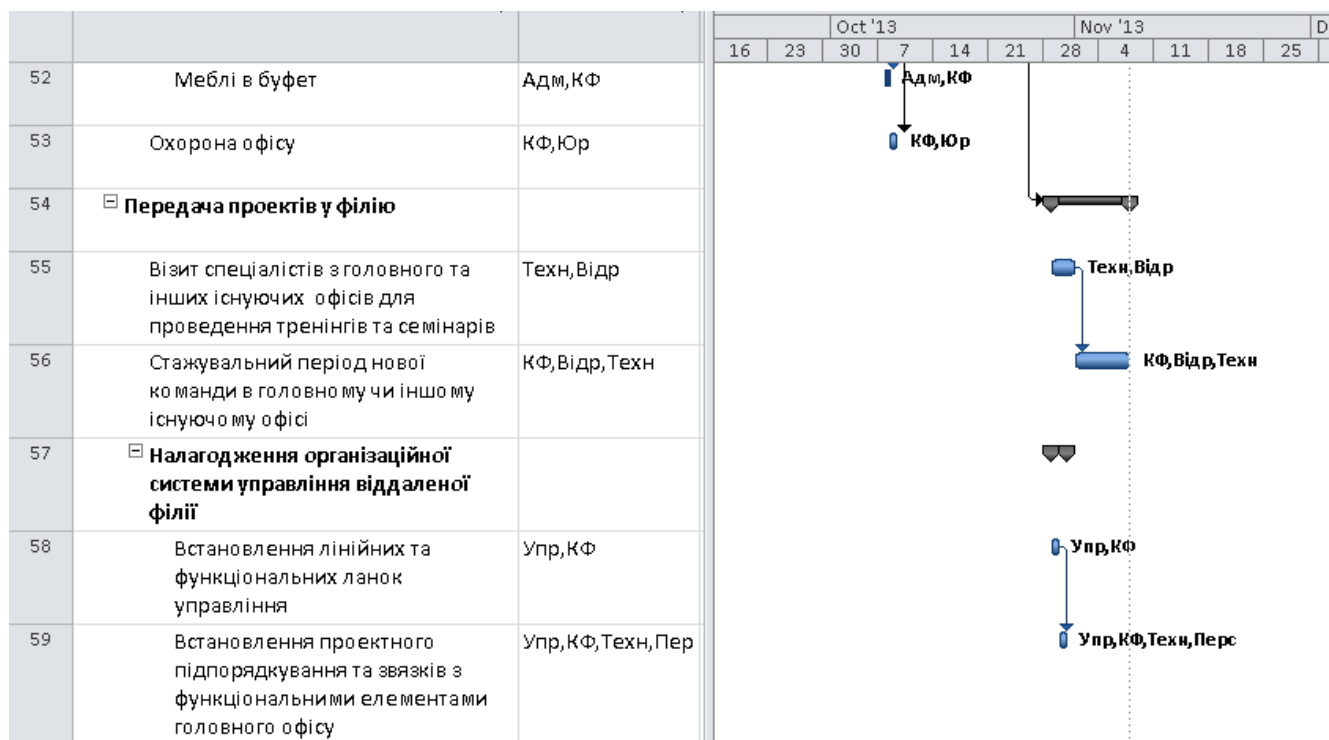 Oct '13 Nov '13 D
16 23 30 7 14 21 28 4 11 18 25
52 Меблі в буфет Адм,КФ Адм,КФ
53 Охорона офісу КФ,Юр КФ,Юр
54 Передача проектів у філію
55 Візит спеціалістів з головного та Техн,Відр Техн,Відр
інших існуючих офісів для
проведення тренінгів та семінарів
56 Стажувальний період нової КФ,Відр,Техн КФ,Відр,Техн
команди в головному чи іншому
існуючому офісі
57 Налагодження організаційної
системи управління віддаленої
філії
58 Встановлення лінійних та Упр,КФ Упр,КФ
функціональних ланок
управління
59 Встановлення проектного Упр,КФ,Техн,Пер Упр,КФ,Техн,Перс
підпорядкування та звязків з
функціональними елементами
головного офісу